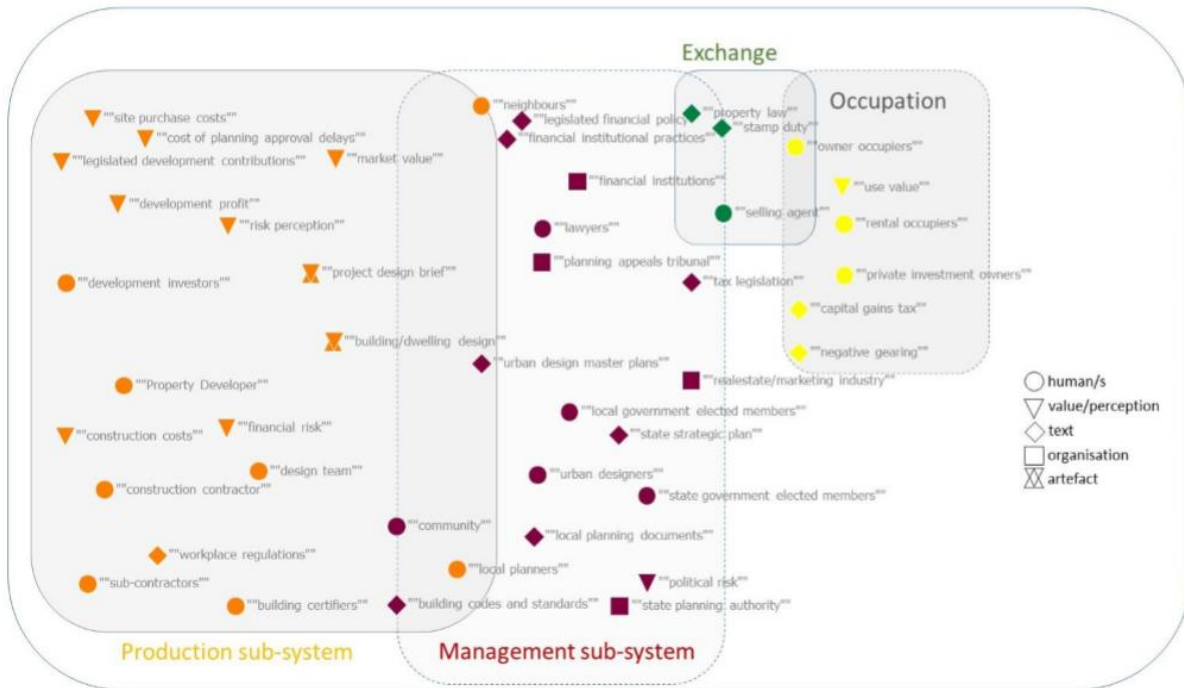 Exchange
Occupation
""neighbours""
""site purchase costs""
""property law""
""legislated financial policy
""stamp duty""
""cost of planning approval delays""
""financial institutional practices""
""owner occupiers""
""legislated development contributions""
""market value""
""financial institutions""
""use value""
""development profit""
""selling agent""
""risk perception""
""lawyers""
""rental occupiers""
""planning appeals tribunal""
""project design brief""
""private investment owners""
""development investors""
""tax legislation""
""capital gains tax""
""building/dwelling design""
""urban design master plans""
""negative gearing""
""Property Developer""
""realestate/marketing industry""
human/s
""local government elected members""
value/perception
""construction costs""
""financial risk""
""state strategic plan""
text
organisation
""design team""
""urban designers""
artefact
""construction contractor""
""state government elected members""
""community""
""local planning documents""
""workplace regulations""
""local planners""
""sub-contractors""
""political risk""
""building certifiers""
""building codes and standards""
""state planning authority""
Production sub-system
Management sub-system